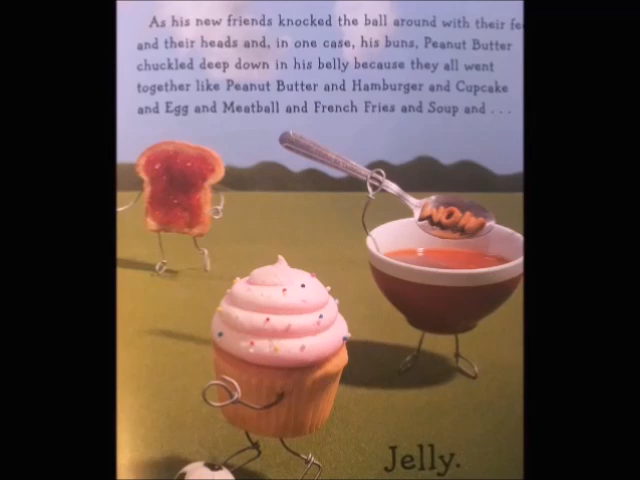 As his new friends knocked the ball around with their
and their heads and, in one case, his buns, Peanut Butter
chuckled deep down in his belly because they all went
together like Peanut Butter and Hamburger and Cupcake
and Egg and Meatball and French Fries and Soup and . . .
WOW
Jelly.